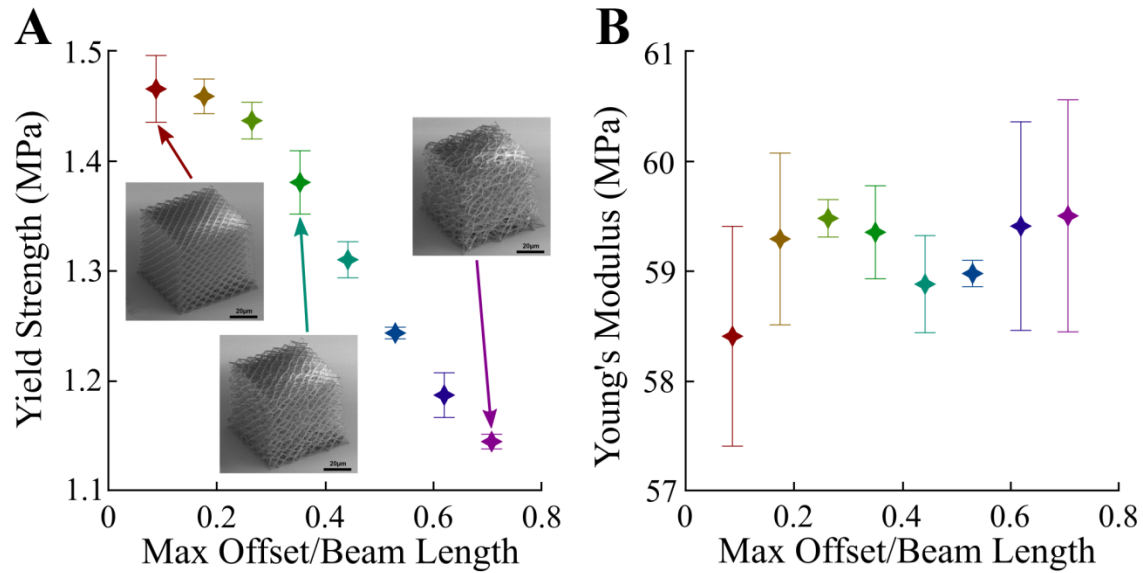 A
Yield Strength (MPa)
1.5
1.4
1.3
1.2
1.1
0
0.2
0.4
0.6
0.8
Max Offset/Beam Length
20μm
20μm
20μm
B
Young's Modulus (MPa)
61
60
59
58
57
0
0.2
0.4
0.6
0.8
Max Offset/Beam Length